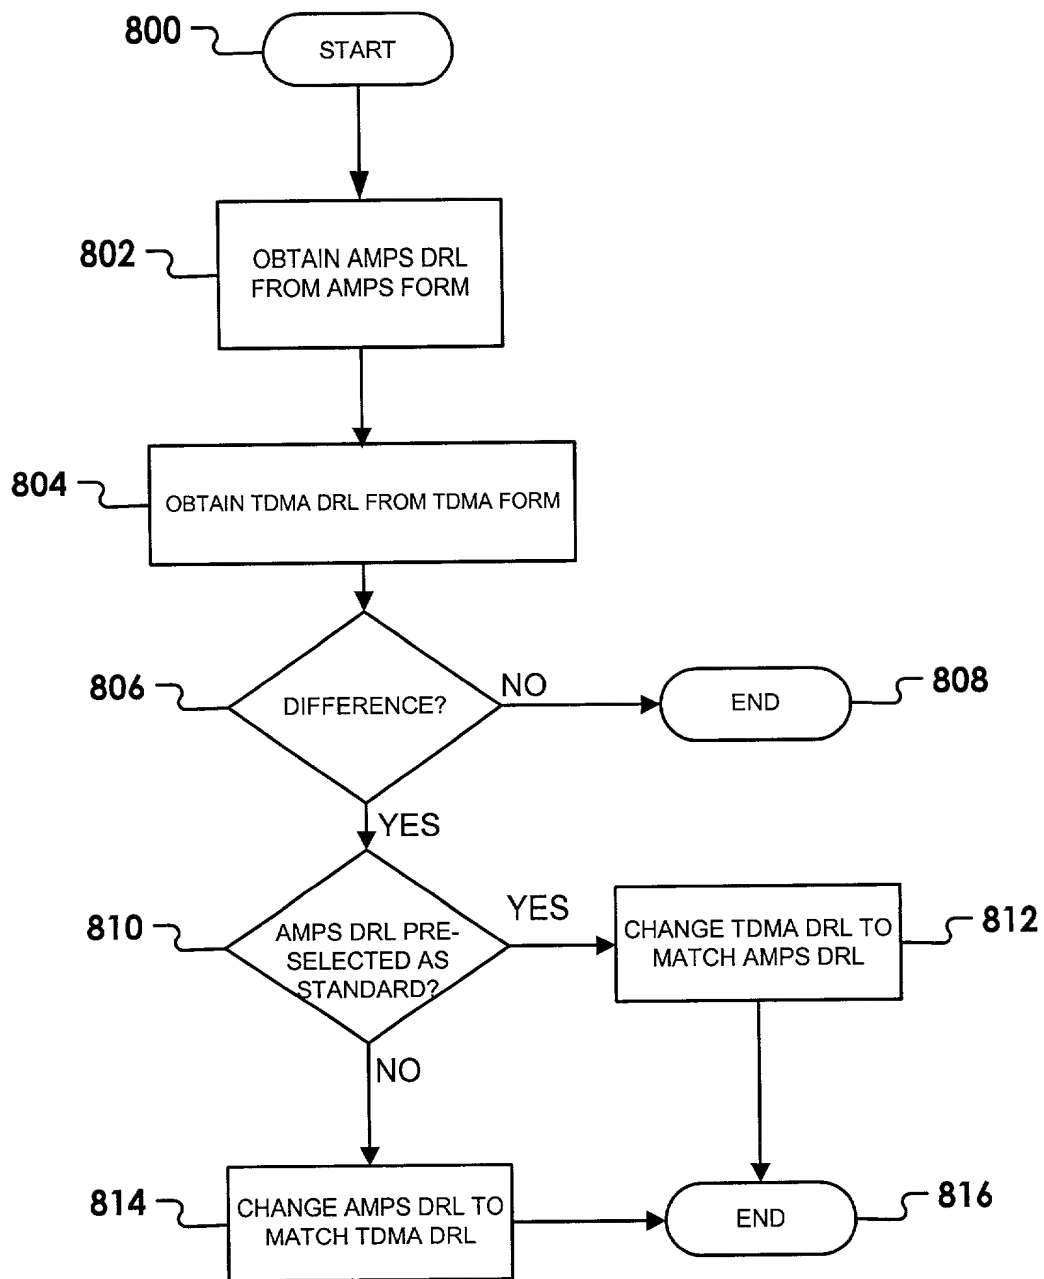 800
START
802
OBTAIN AMPS DRL
FROM AMPS FORM
804
OBTAIN TDMA DRL FROM TDMA FORM
806
DIFFERENCE?
NO
END
808
YES
810
AMPS DRL PRE-
SELECTED AS
STANDARD?
YES
CHANGE TDMA DRL TO
MATCH AMPS DRL
812
NO
814
CHANGE AMPS DRL TO
MATCH TDMA DRL
END
816